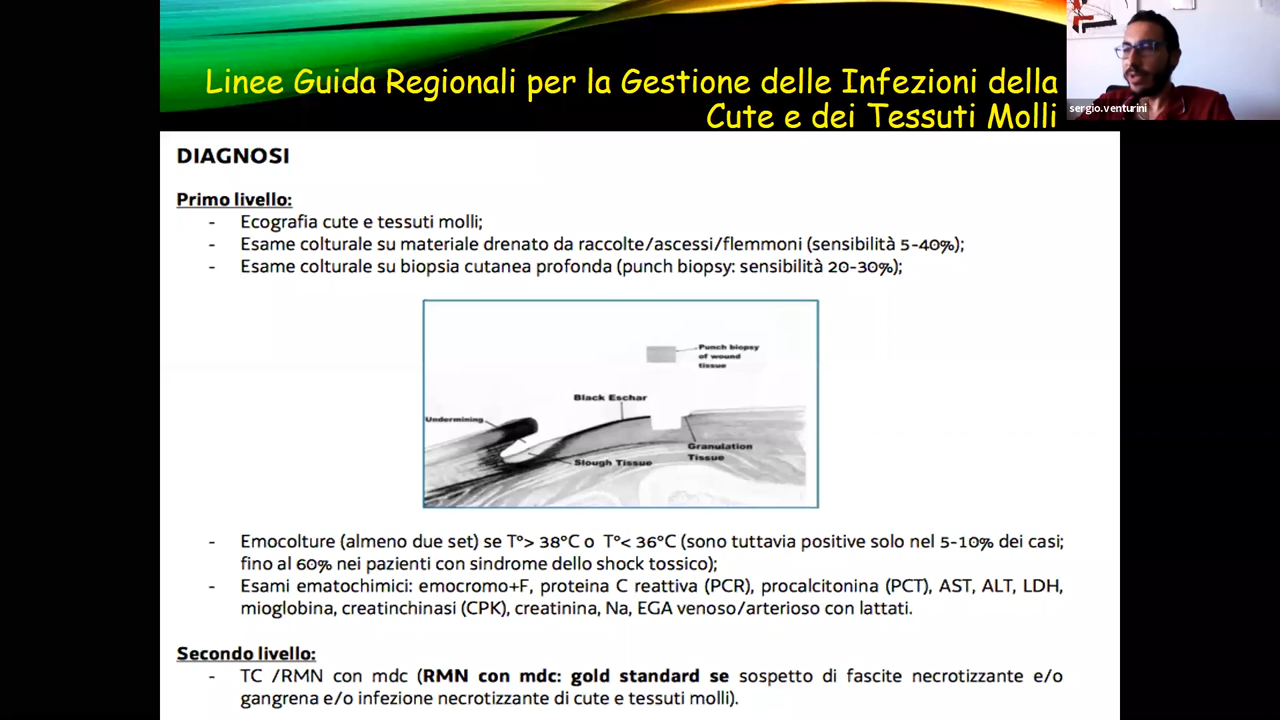 Linee Guida Regionali per la Gestione delle Infezioni della
Cute e dei Tessuti Molli
sergio.venturini
DIAGNOSI
Primo livello:
- Ecografia cute e tessuti molli;
- Esame colturale su materiale drenato da raccolte/ascessi/flemmoni (sensibilità 5-40%);
- Esame colturale su biopsia cutanea profonda (punch biopsy: sensibilità 20-30%);
Punch biopsy
of wound
tissue
Black Eschar
Undermining
Granulation
Tissue
Slough Tissue
- Emocolture (almeno due set) se T°> 38°C o T°< 36°C (sono tuttavia positive solo nel 5-10% dei casi;
fino al 60% nei pazienti con sindrome dello shock tossico);
- Esami ematochimici: emocromo+F, proteina C reattiva (PCR), procalcitonina (PCT), AST, ALT, LDH,
mioglobina, creatinchinasi (CPK), creatinina, Na, EGA venoso/arterioso con lattati.
Secondo livello:
- TC /RMN con mdc (RMN con mdc: gold standard se sospetto di fascite necrotizzante e/o
gangrena e/o infezione necrotizzante di cute e tessuti molli).